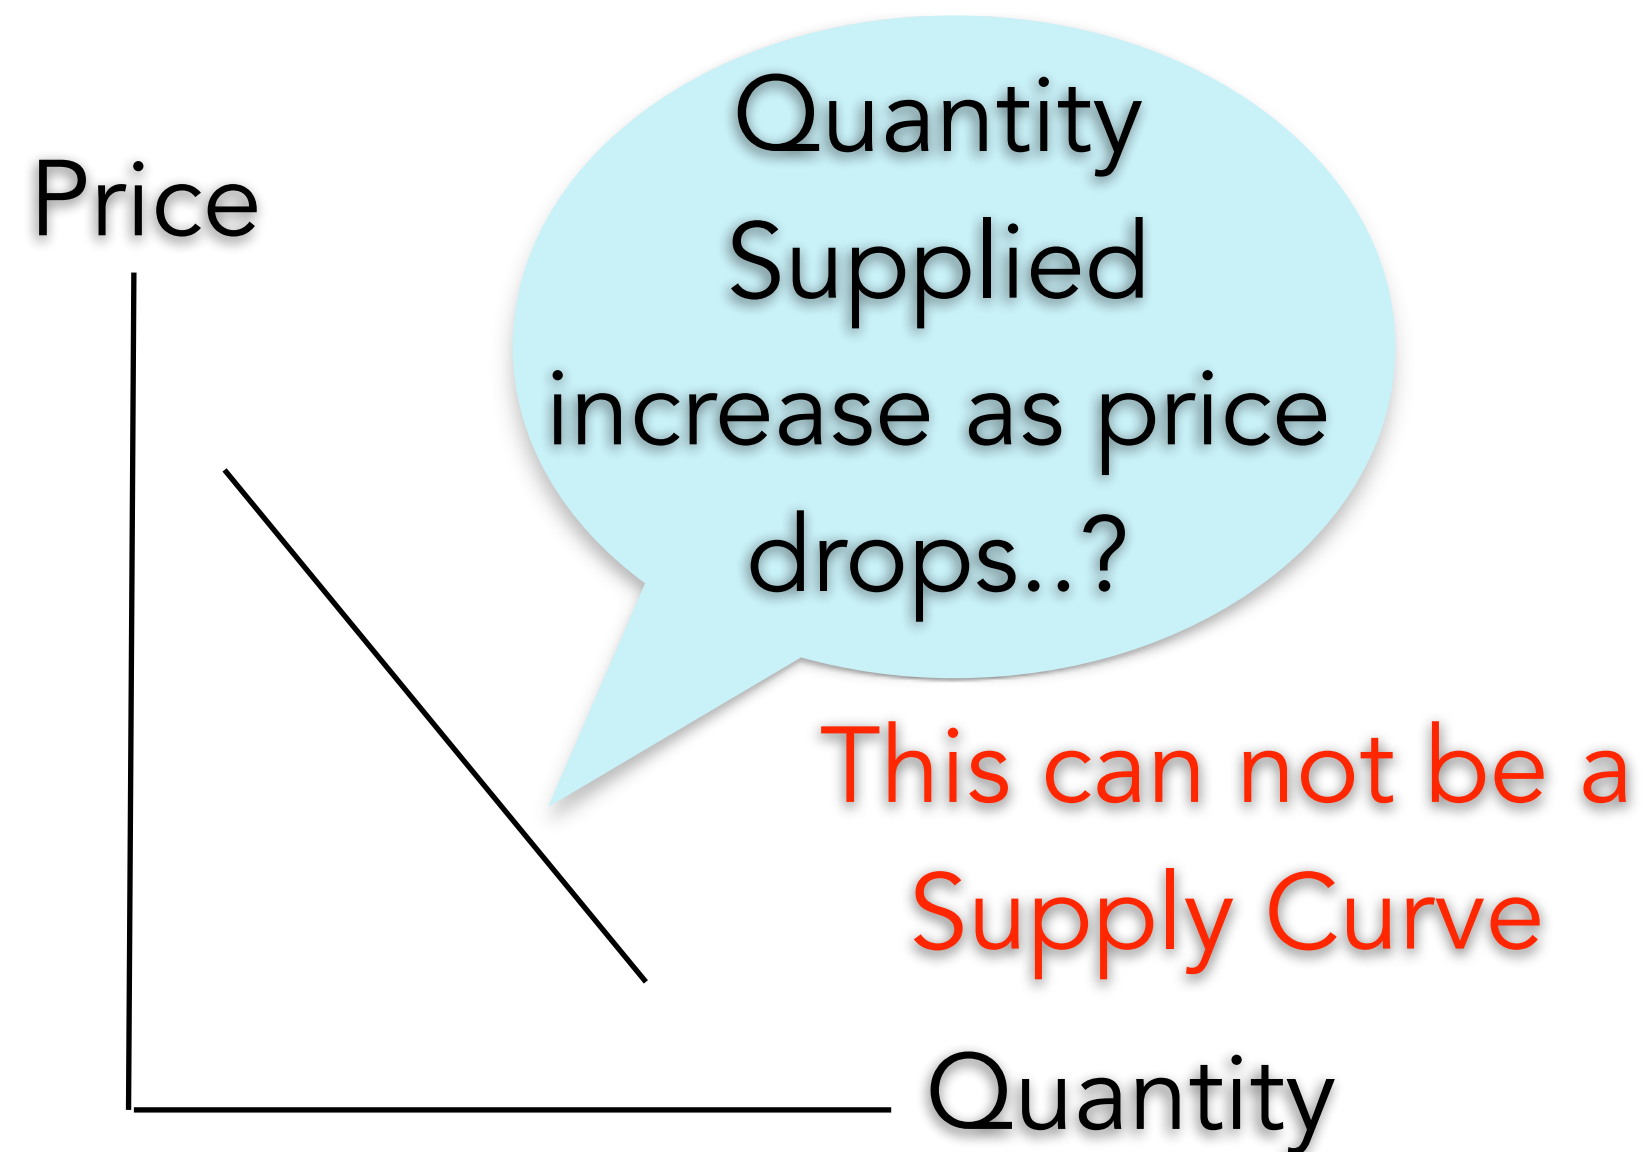 Price
Quantity
Supplied
increase as price
drops..?
This can not be a
Supply Curve
Quantity